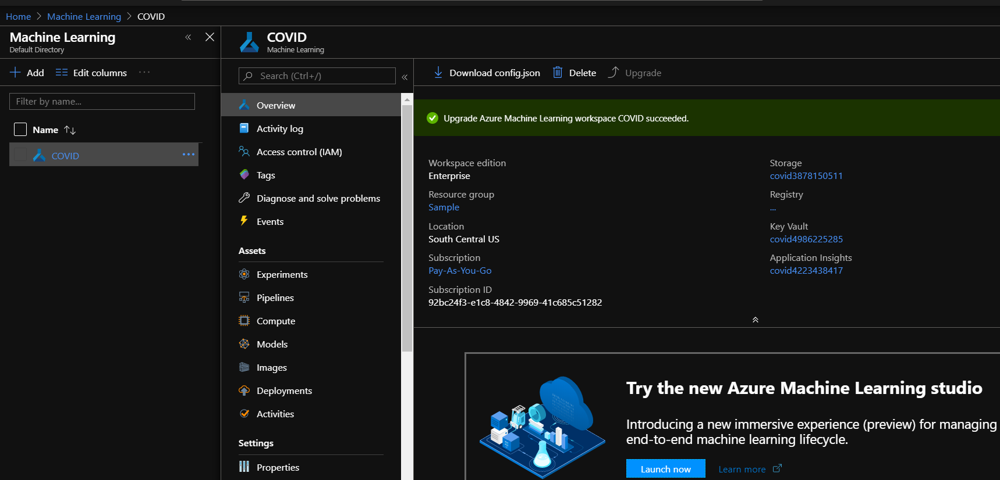 Home > Machine Learning > COVID
Machine Learning
Default Directory
Add Edit columns ...
Filter by name...
Name
COVID ...
COVID
Machine Learning
Search (Ctrl+/)
Overview
Activity log
Access control (IAM)
Tags
Diagnose and solve problems
Events
Assets
Experiments
Pipelines
Compute
Models
Images
Deployments
Activities
Settings
Properties
Download config.json Delete Upgrade
Upgrade Azure Machine Learning workspace COVID succeeded.
Workspace edition
Enterprise
Resource group
Sample
Location
South Central US
Subscription
Pay-As-You-Go
Subscription ID
92bc24f3-e1c8-4842-9969-41c685c51282
Storage
covid3878150511
Registry
...
Key Vault
covid4986225285
Application Insights
covid4223438417
Try the new Azure Machine Learning studio
Introducing a new immersive experience (preview) for managing
end-to-end machine learning lifecycle.
Launch now Learn more